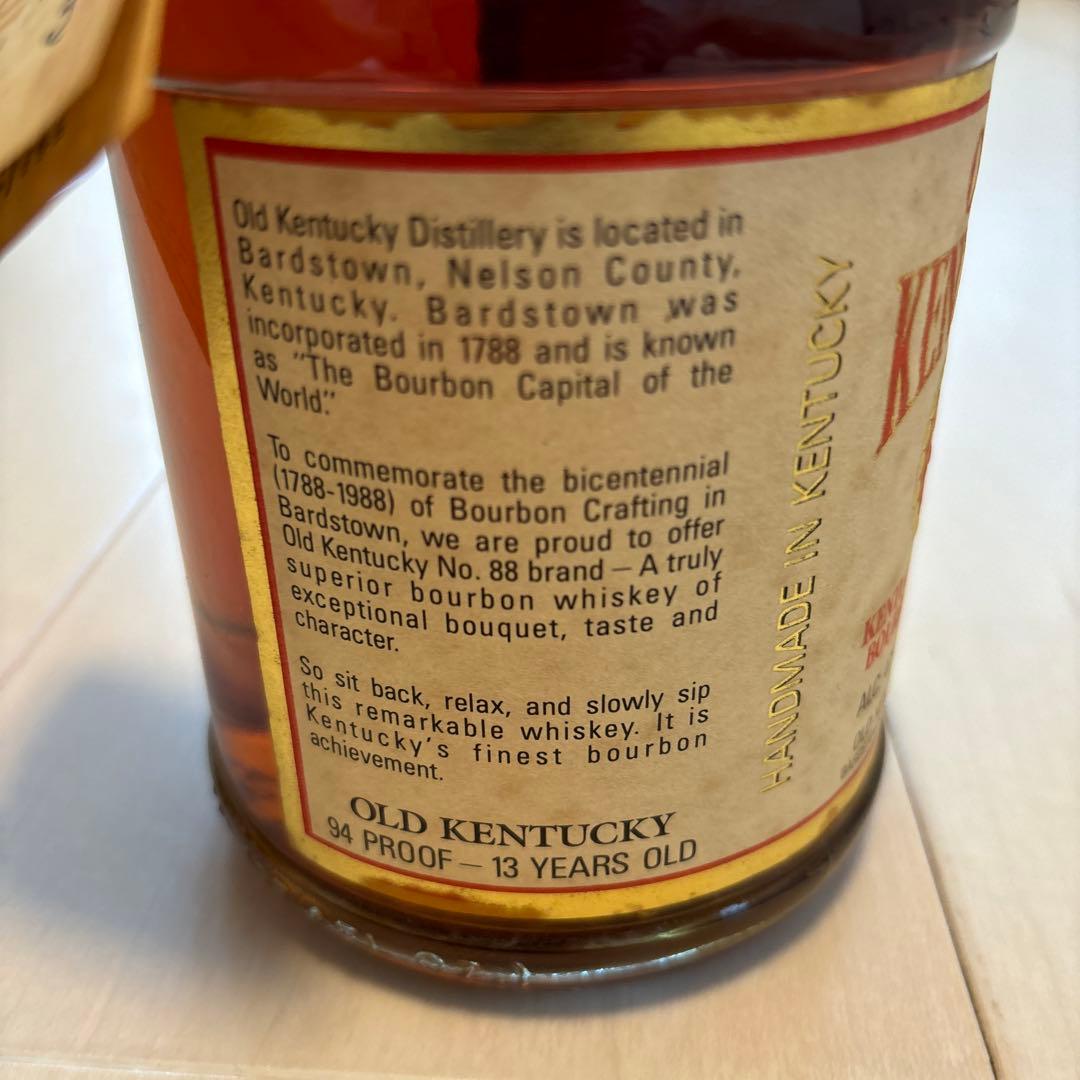 Old Kentucky Distillery is located in
Bardstown, Nelson County,
Kentucky. Bardstown was
incorporated in 1788 and is known
as "The Bourbon Capital of the
World."
To commemorate the bicentennial
(1788-1988) of Bourbon Crafting in
Bardstown, we are proud to offer
Old Kentucky No. 88 brand — A truly
superior bourbon whiskey of
exceptional bouquet, taste and
character.
So sit back, relax, and slowly sip
this remarkable whiskey. It is
Kentucky's finest bourbon
achievement.
OLD KENTUCKY
94 PROOF — 13 YEARS OLD
HANDMADE IN KENTUCKY